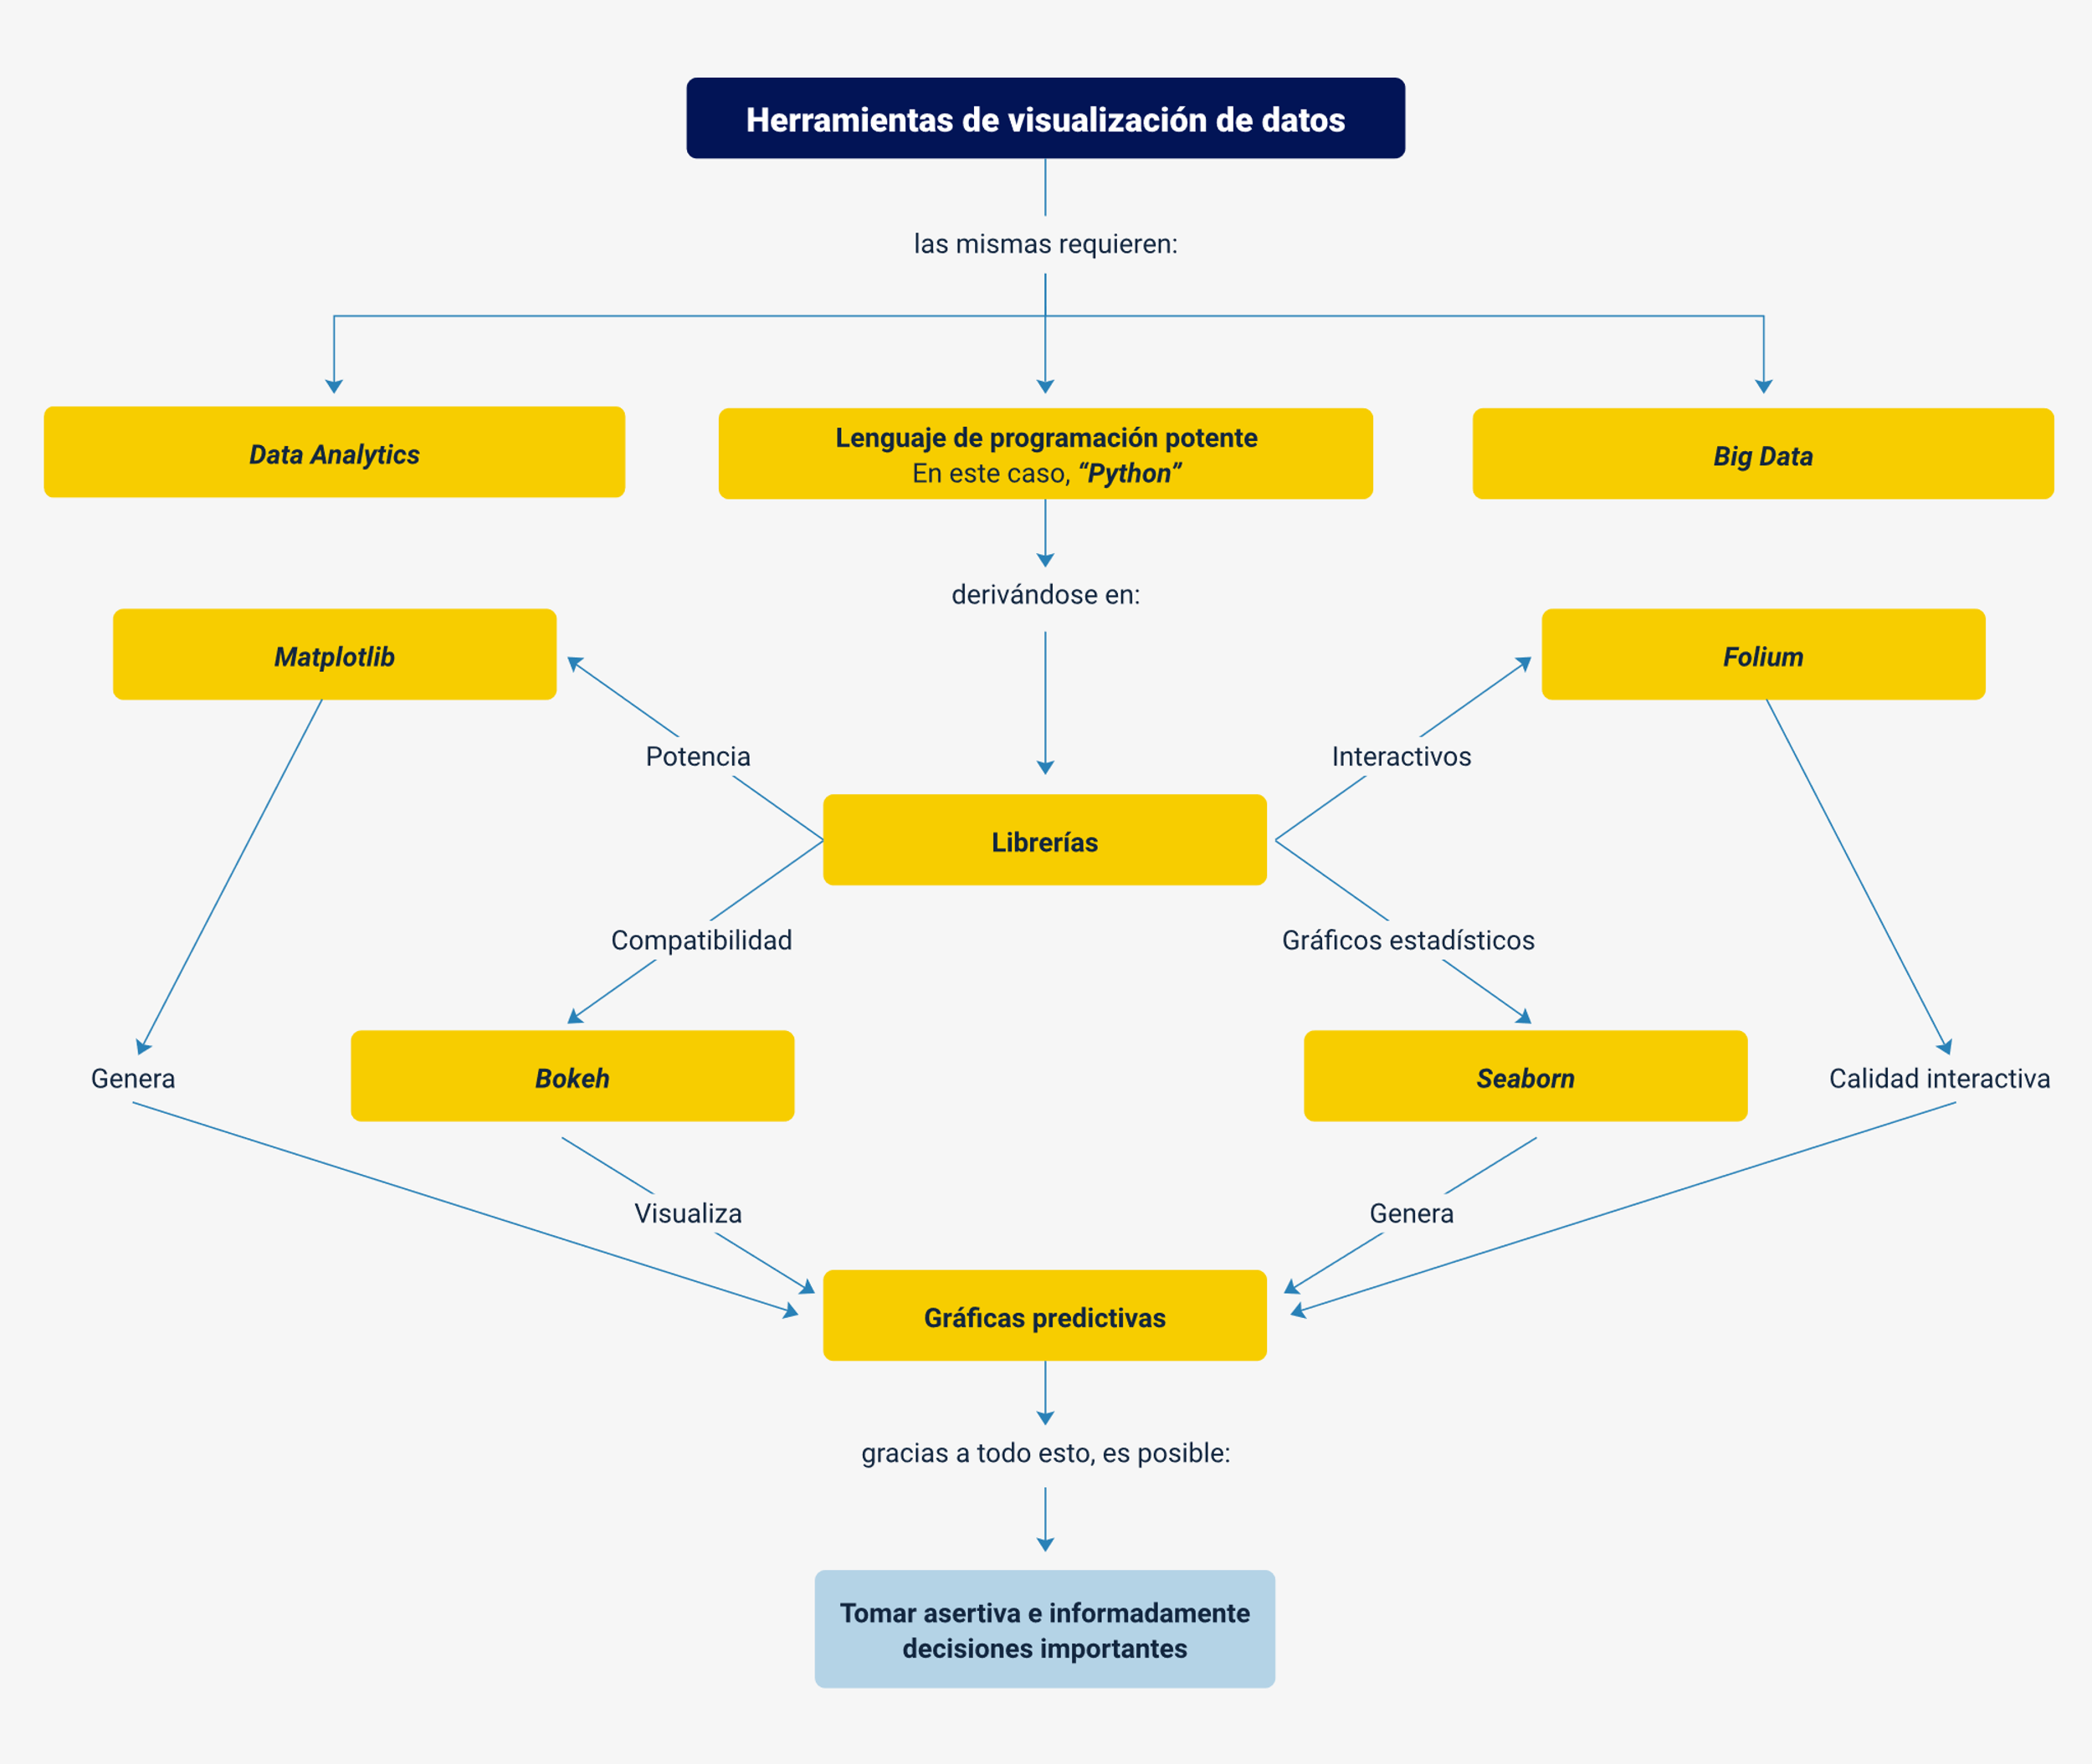 Herramientas de visualización de datos
las mismas requieren:
Data Analytics
Lenguaje de programación potente
En este caso, “Python”
Big Data
derivándose en:
Matplotlib
Folium
Potencia
Interactivos
Librerías
Compatibilidad
Gráficos estadísticos
Genera
Bokeh
Seaborn
Calidad interactiva
Visualiza
Genera
Gráficas predictivas
gracias a todo esto, es posible:
Tomar asertiva e informadamente
decisiones importantes